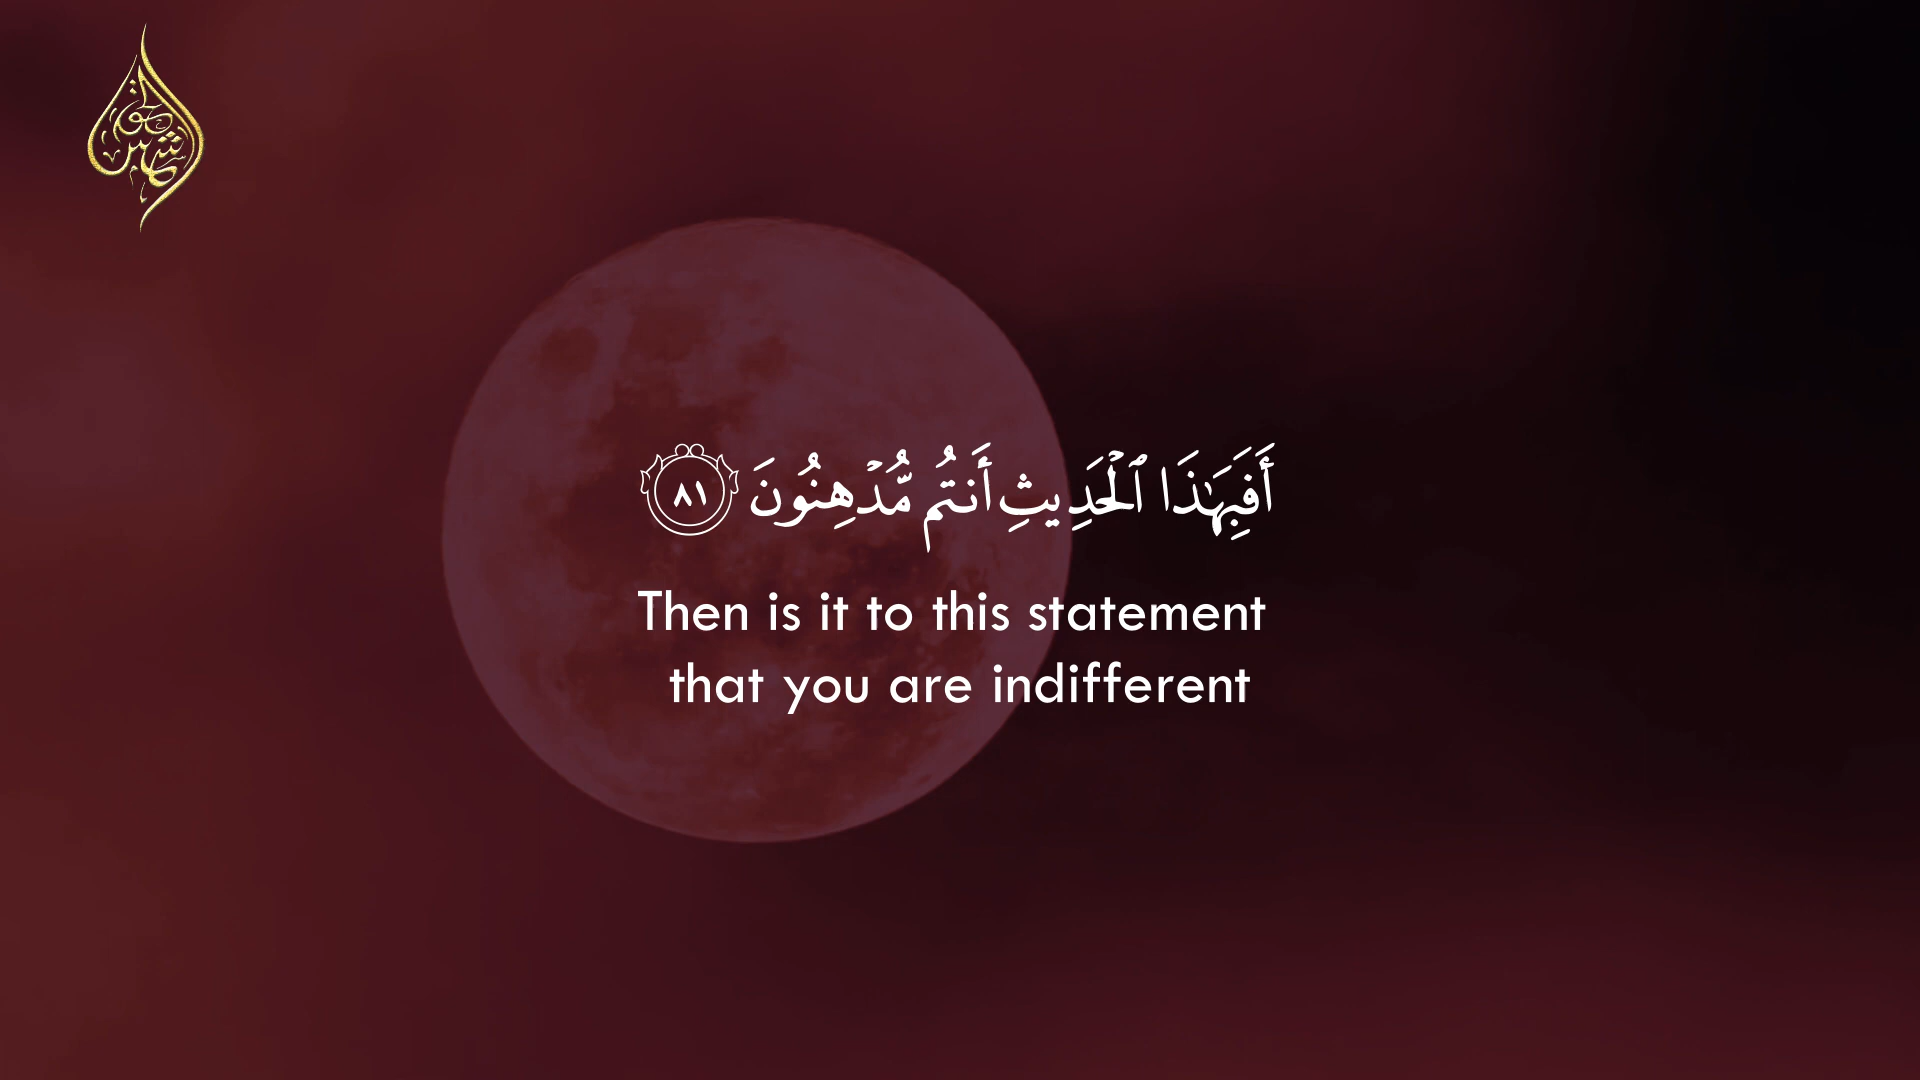 أَفَبِهَٰذَا ٱلْحَدِيثِ أَنتُم مُّدْهِنُونَ ٨١
Then is it to this statement
that you are indifferent